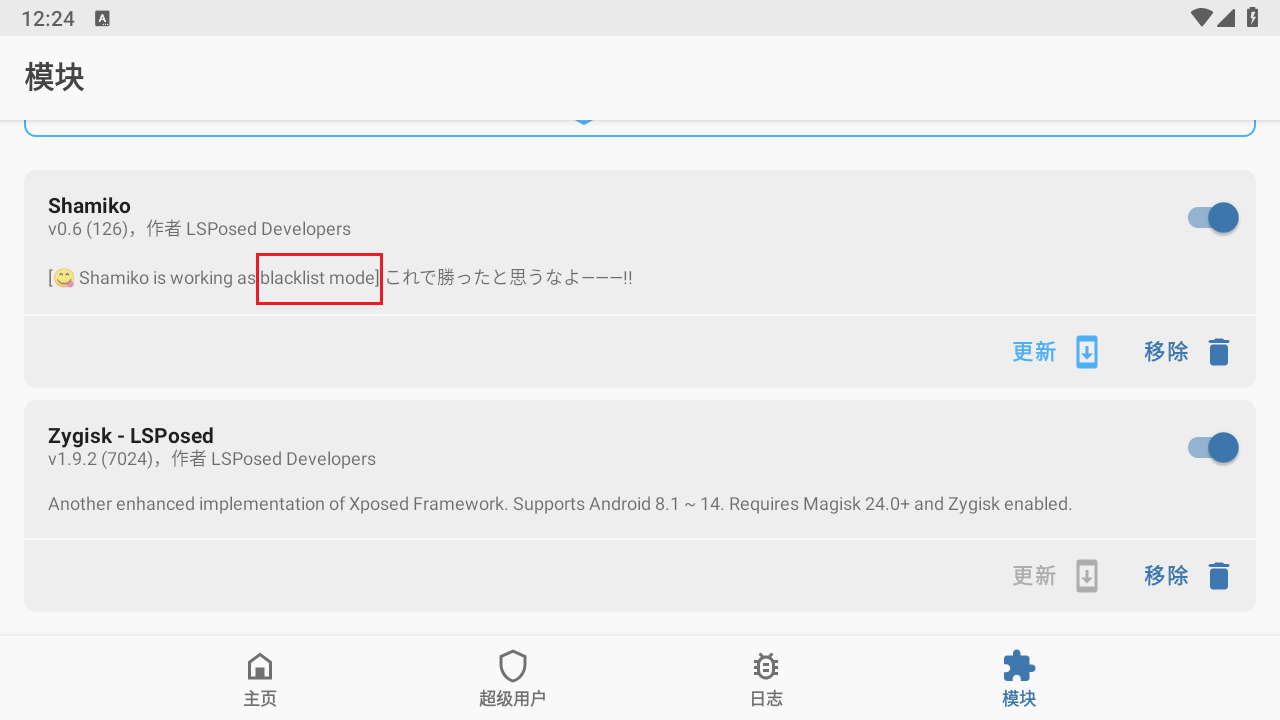 12:24
模块
Shamiko
v0.6 (126)，作者 LSPosed Developers
[😋 Shamiko is working as blacklist mode] これで勝ったと思うなよ―――!!
更新 移除
Zygisk - LSPosed
v1.9.2 (7024)，作者 LSPosed Developers
Another enhanced implementation of Xposed Framework. Supports Android 8.1 ~ 14. Requires Magisk 24.0+ and Zygisk enabled.
更新 移除
主页 超级用户 日志 模块